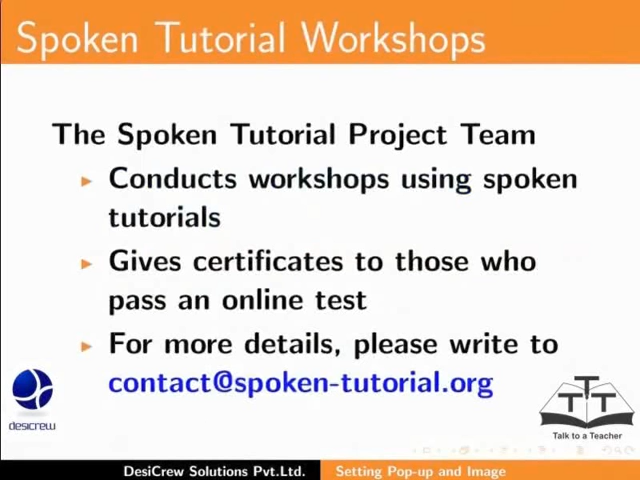 Spoken Tutorial Workshops
The Spoken Tutorial Project Team
Conducts workshops using spoken
tutorials
Gives certificates to those who
pass an online test
For more details, please write to
contact@spoken-tutorial.org
desicrew
TTT
Talk to a Teacher
DesiCrew Solutions Pvt.Ltd. Setting Pop-up and Image